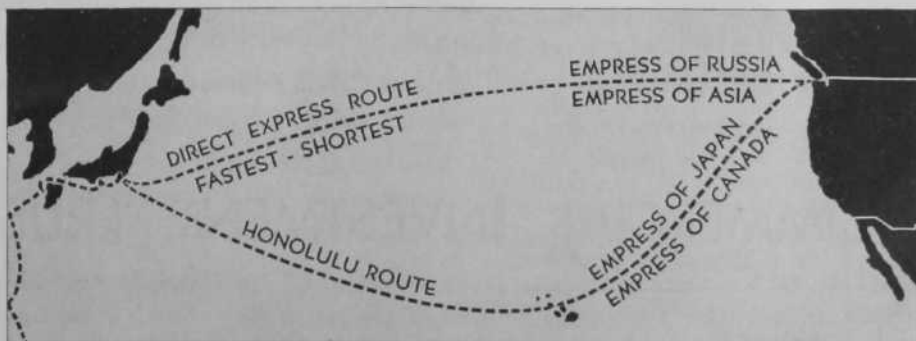 EMPRESS OF RUSSIA
DIRECT EXPRESS ROUTE
EMPRESS OF ASIA
FASTEST - SHORTEST
EMPRESS OF JAPAN
EMPRESS OF CANADA
HONOLULU ROUTE